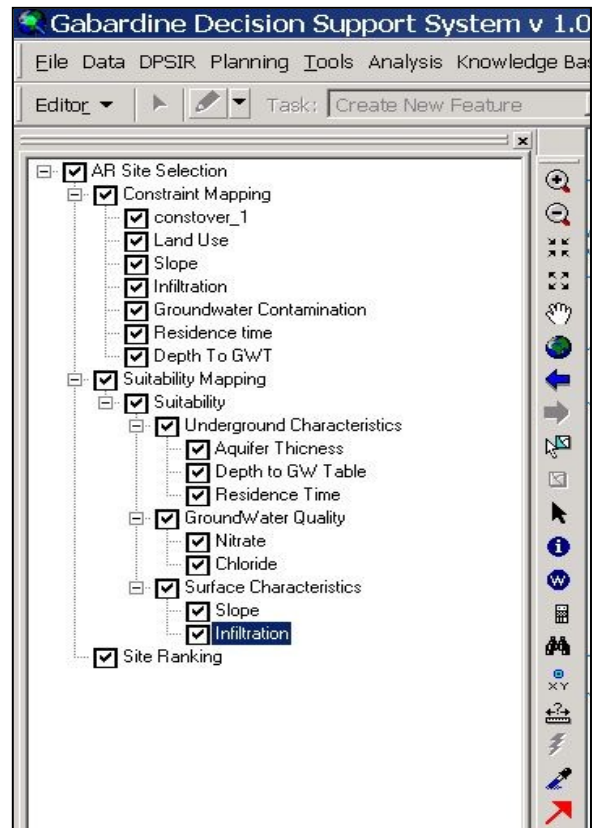 Gabardine Decision Support System v 1.0
File Data DPSIR Planning Tools Analysis Knowledge Ba
Editor Task: Create New Feature
AR Site Selection
Constraint Mapping
constover_1
Land Use
Slope
Infiltration
Groundwater Contamination
Residence time
Depth To GWT
Suitability Mapping
Suitability
Underground Characteristics
Aquifer Thicness
Depth to GW Table
Residence Time
GroundWater Quality
Nitrate
Chloride
Surface Characteristics
Slope
Infiltration
Site Ranking
XY